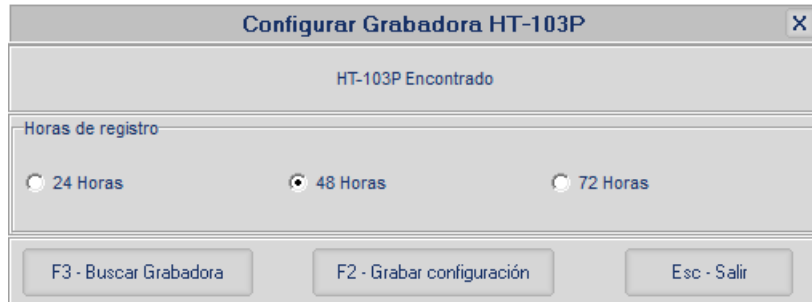 Configurar Grabadora HT-103P X
HT-103P Encontrado
Horas de registro
24 Horas 48 Horas 72 Horas
F3 - Buscar Grabadora F2 - Grabar configuración Esc - Salir